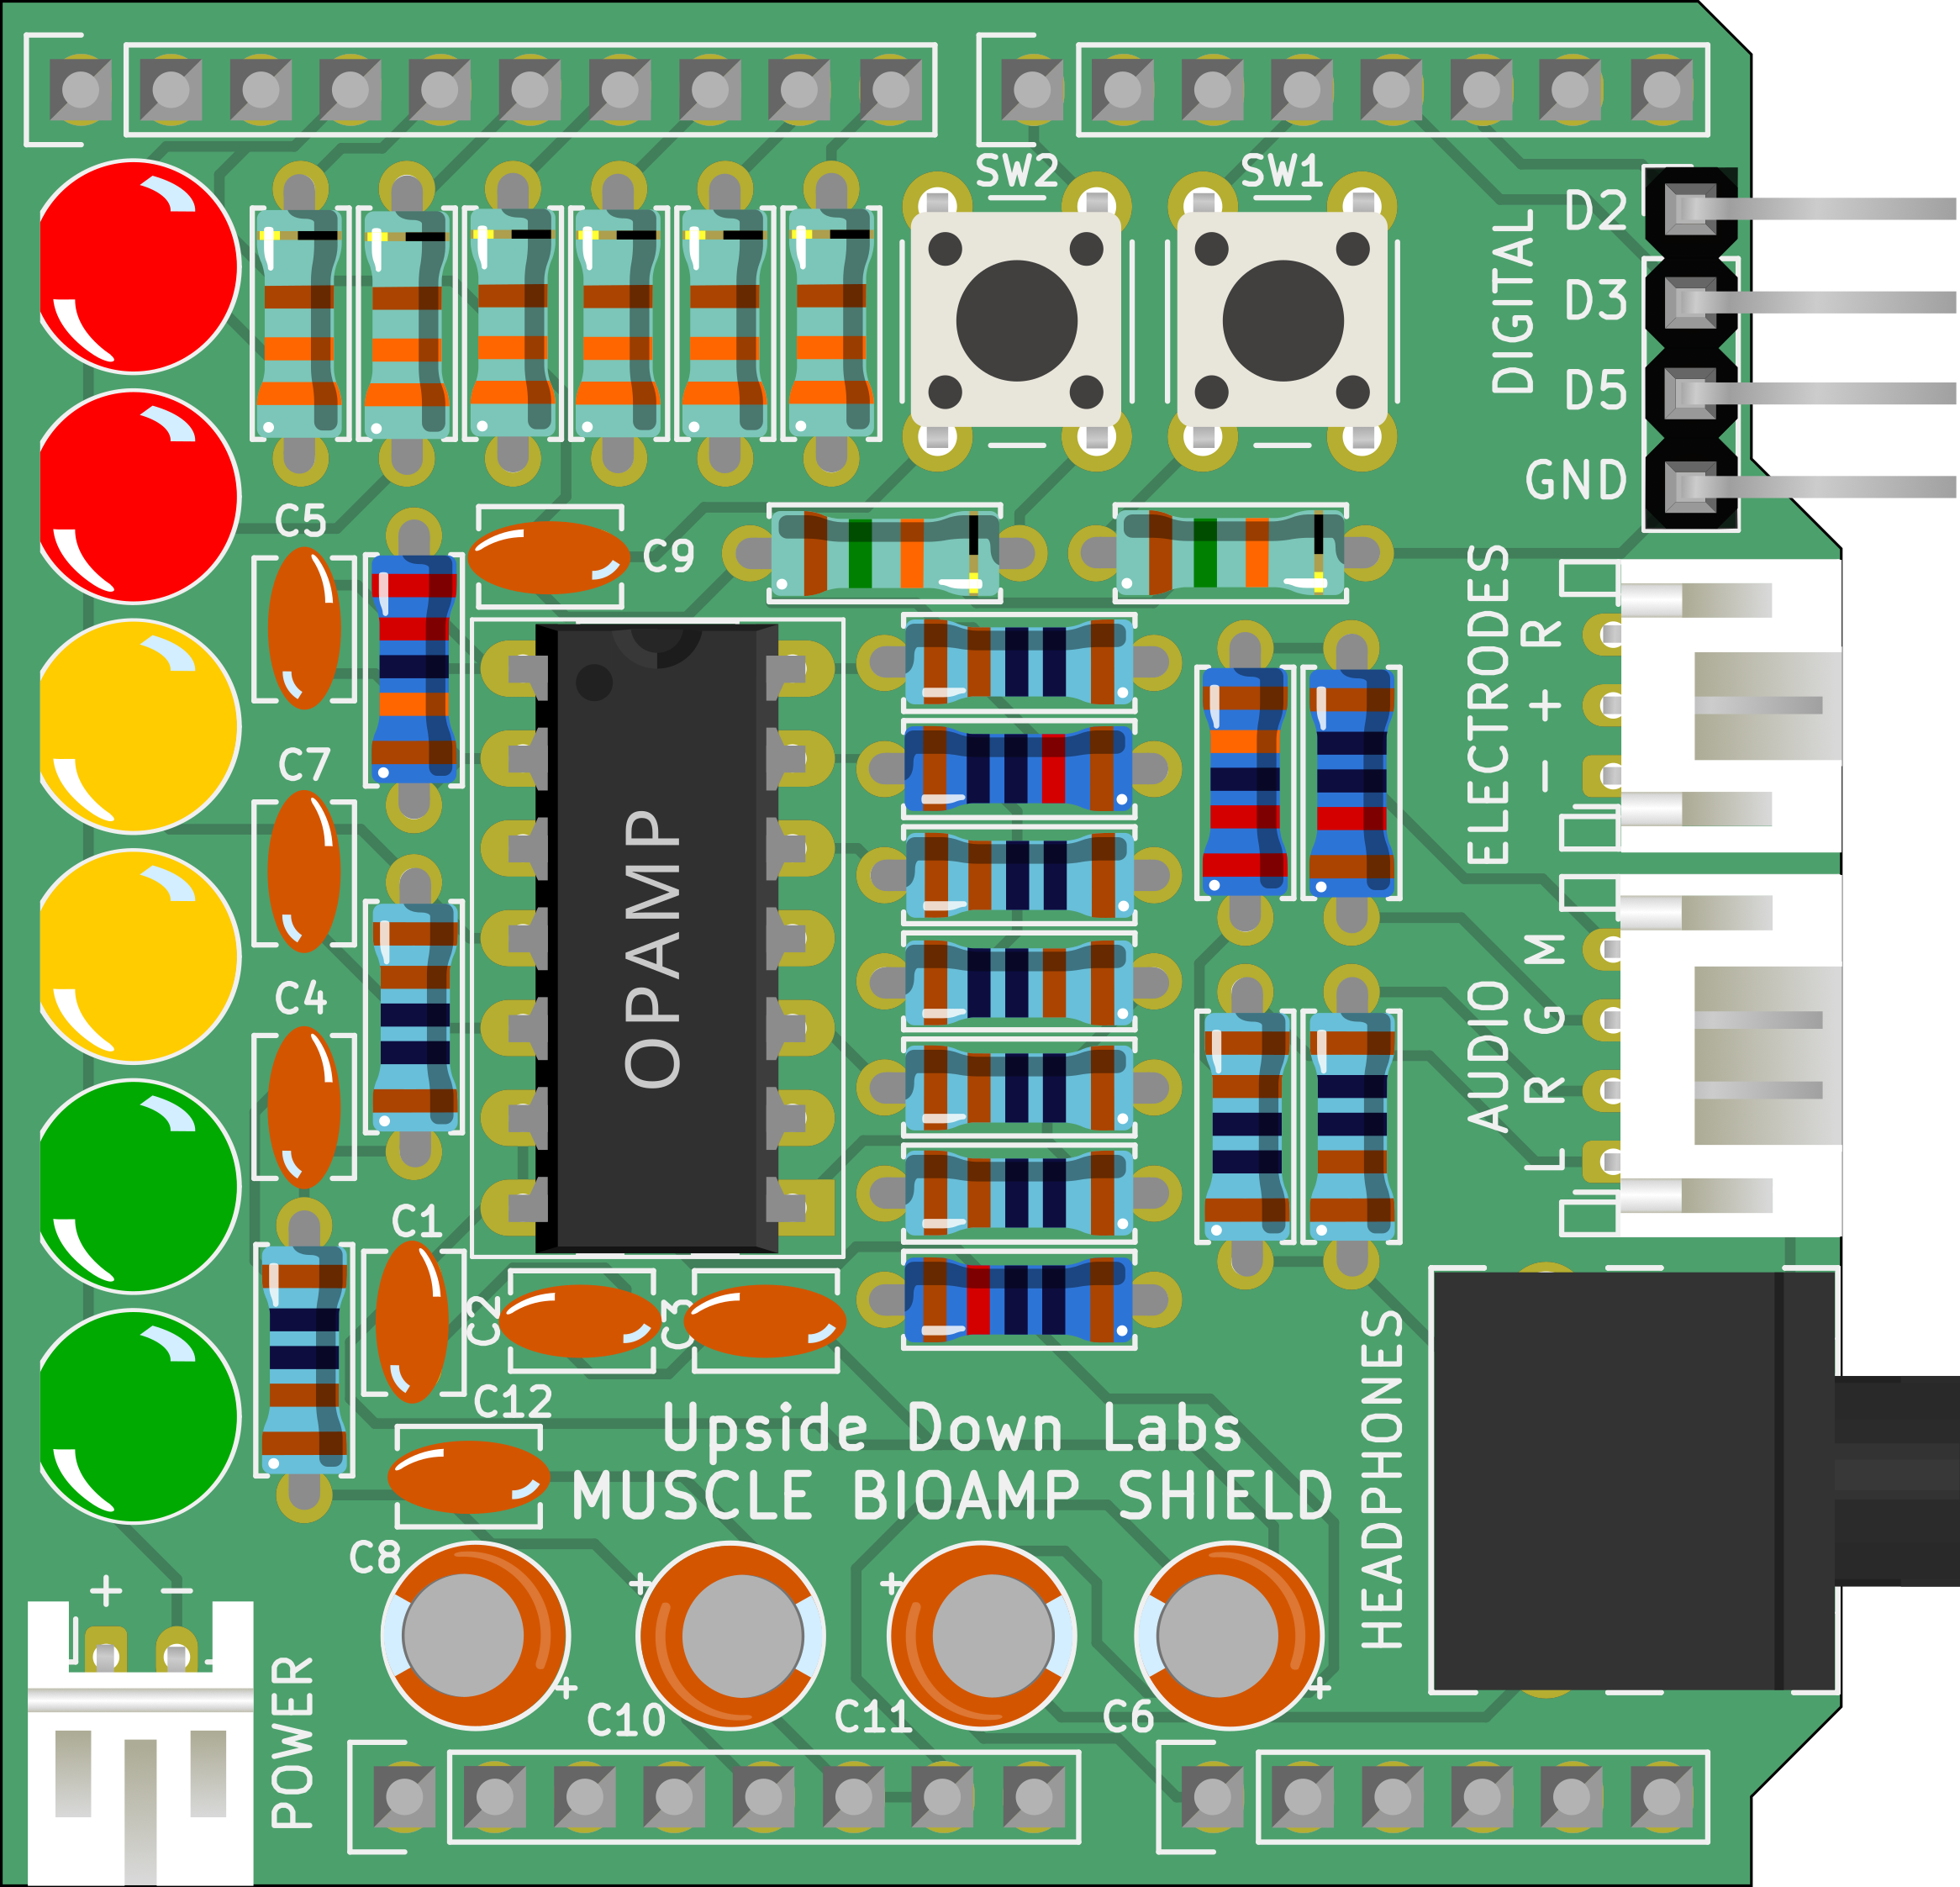 SW2
SW1
DIGITAL
D2
D3
D5
GND
C5
C9
ELECTRODES
R
+
-
C7
OPAMP
C4
AUDIO
M
G
R
L
C1
C2
C3
HEADPHONES
C12
Upside Down Labs
MUSCLE BIOAMP SHIELD
C8
+
+
+ -
+
+
C10
C11
C6
POWER